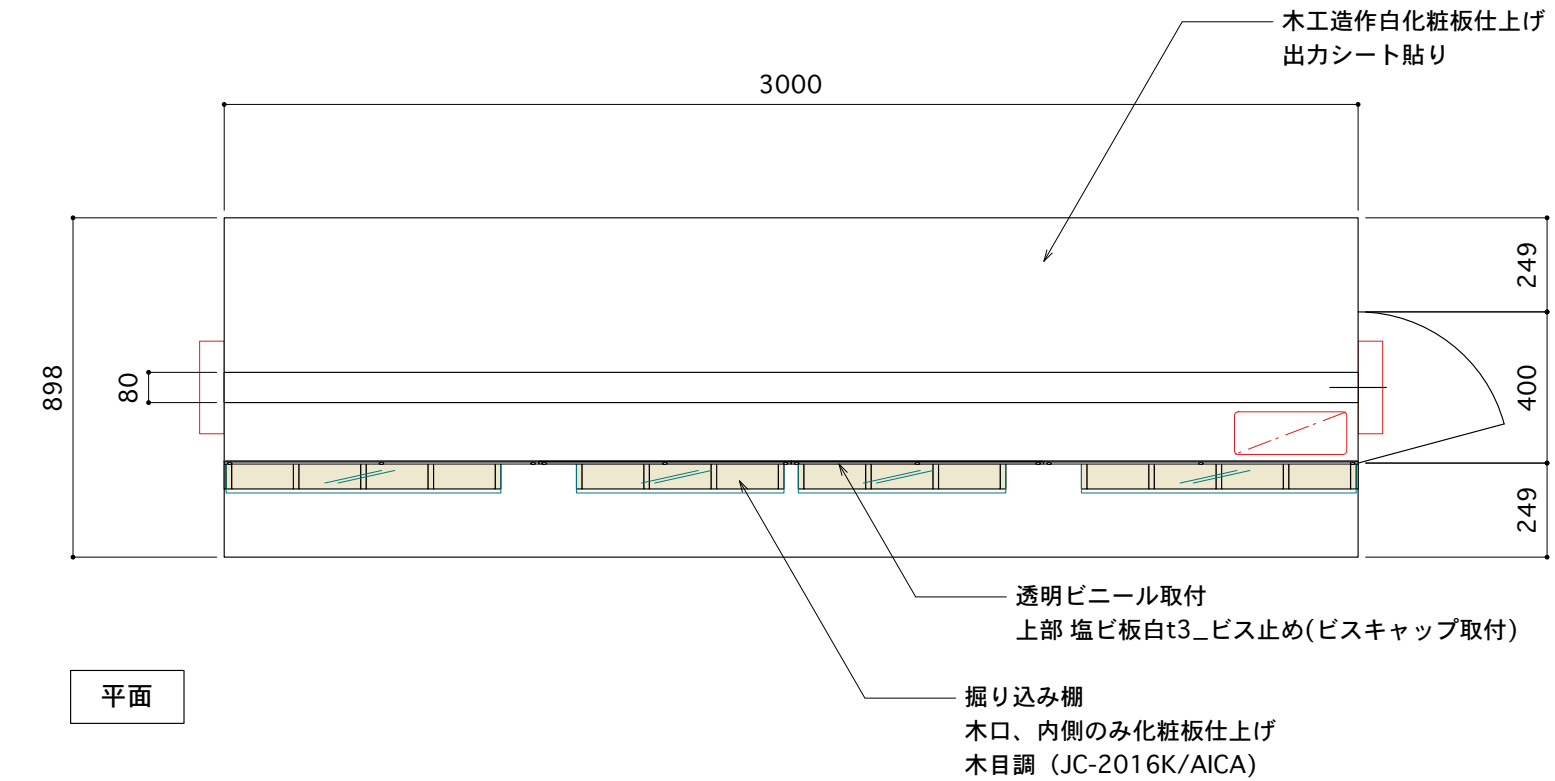 木工造作白化粧板仕上げ
出力シート貼り
3000
249
898
80
400
249
透明ビニール取付
上部 塩ビ板白t3_ビス止め(ビスキャップ取付)
平面
掘り込み棚
木口、内側のみ化粧板仕上げ
木目調（JC-2016K/AICA)